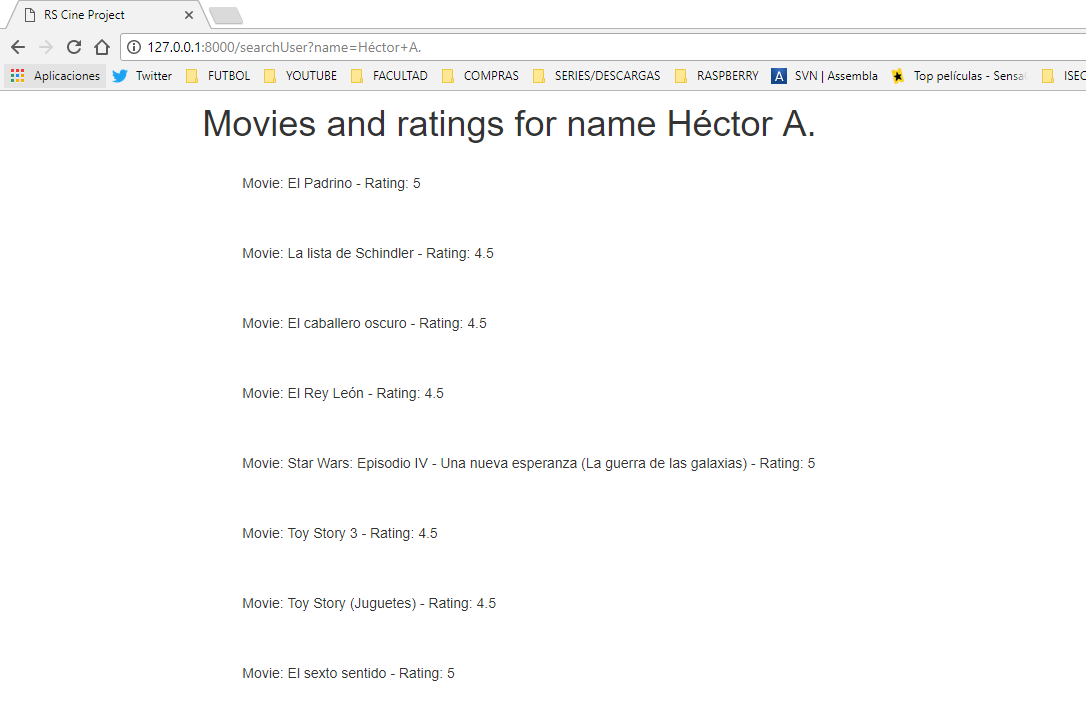 RS Cine Project
127.0.0.1:8000/searchUser?name=Héctor+A.
Aplicaciones Twitter FUTBOL YOUTUBE FACULTAD COMPRAS SERIES/DESCARGAS RASPBERRY A SVN | Assembla Top películas - Sensa ISEC
Movies and ratings for name Héctor A.
Movie: El Padrino - Rating: 5
Movie: La lista de Schindler - Rating: 4.5
Movie: El caballero oscuro - Rating: 4.5
Movie: El Rey León - Rating: 4.5
Movie: Star Wars: Episodio IV - Una nueva esperanza (La guerra de las galaxias) - Rating: 5
Movie: Toy Story 3 - Rating: 4.5
Movie: Toy Story (Juguetes) - Rating: 4.5
Movie: El sexto sentido - Rating: 5